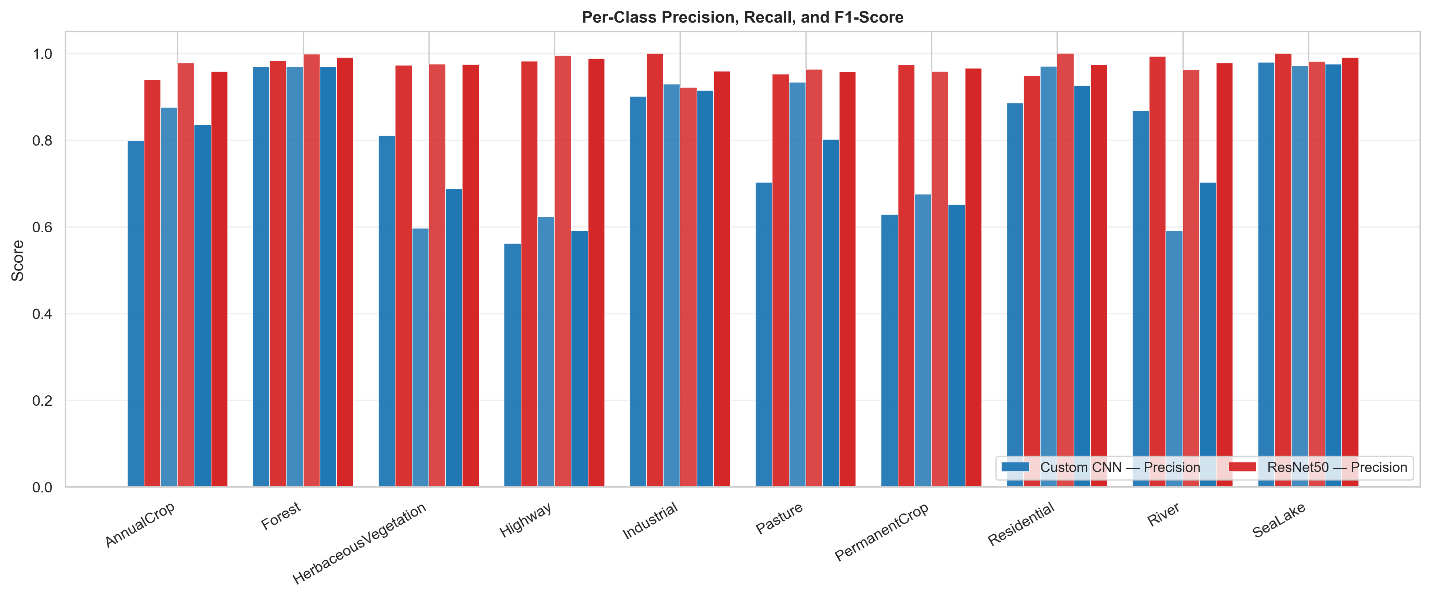 Per-Class Precision, Recall, and F1-Score
Score
1.0
0.8
0.6
0.4
0.2
0.0
AnnualCrop
Forest
HerbaceousVegetation
Highway
Industrial
Pasture
PermanentCrop
Residential
River
SeaLake
Custom CNN — Precision
ResNet50 — Precision